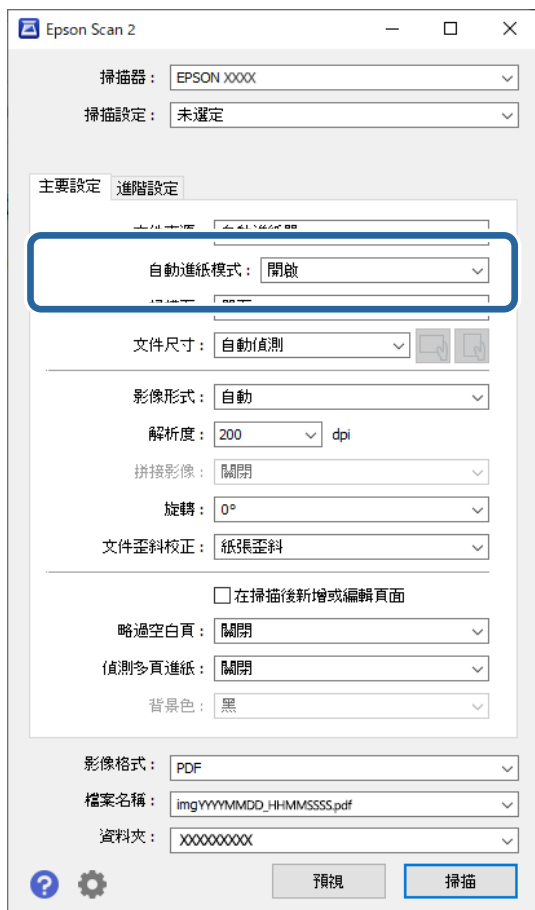 Epson Scan 2
掃描器： EPSON XXXX
掃描設定： 未選定
主要設定 進階設定
自動進紙模式： 開啟
文件尺寸： 自動偵測
影像形式： 自動
解析度： 200 dpi
拼接影像： 關閉
旋轉： 0°
文件歪斜校正： 紙張歪斜
在掃描後新增或編輯頁面
略過空白頁： 關閉
偵測多頁進紙： 關閉
背景色： 黑
影像格式： PDF
檔案名稱： imgYYYYMMDD_HHMMSSSS.pdf
資料夾： XXXXXXXXX
?
預視 掃描